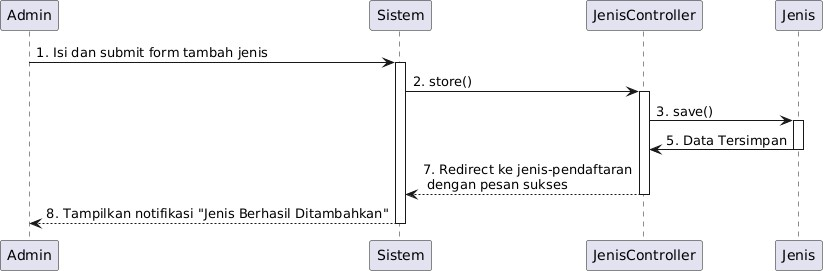 Admin Sistem JenisController Jenis
1. Isi dan submit form tambah jenis
2. store()
3. save()
5. Data Tersimpan
7. Redirect ke jenis-pendaftaran
dengan pesan sukses
8. Tampilkan notifikasi "Jenis Berhasil Ditambahkan"
Admin Sistem JenisController Jenis